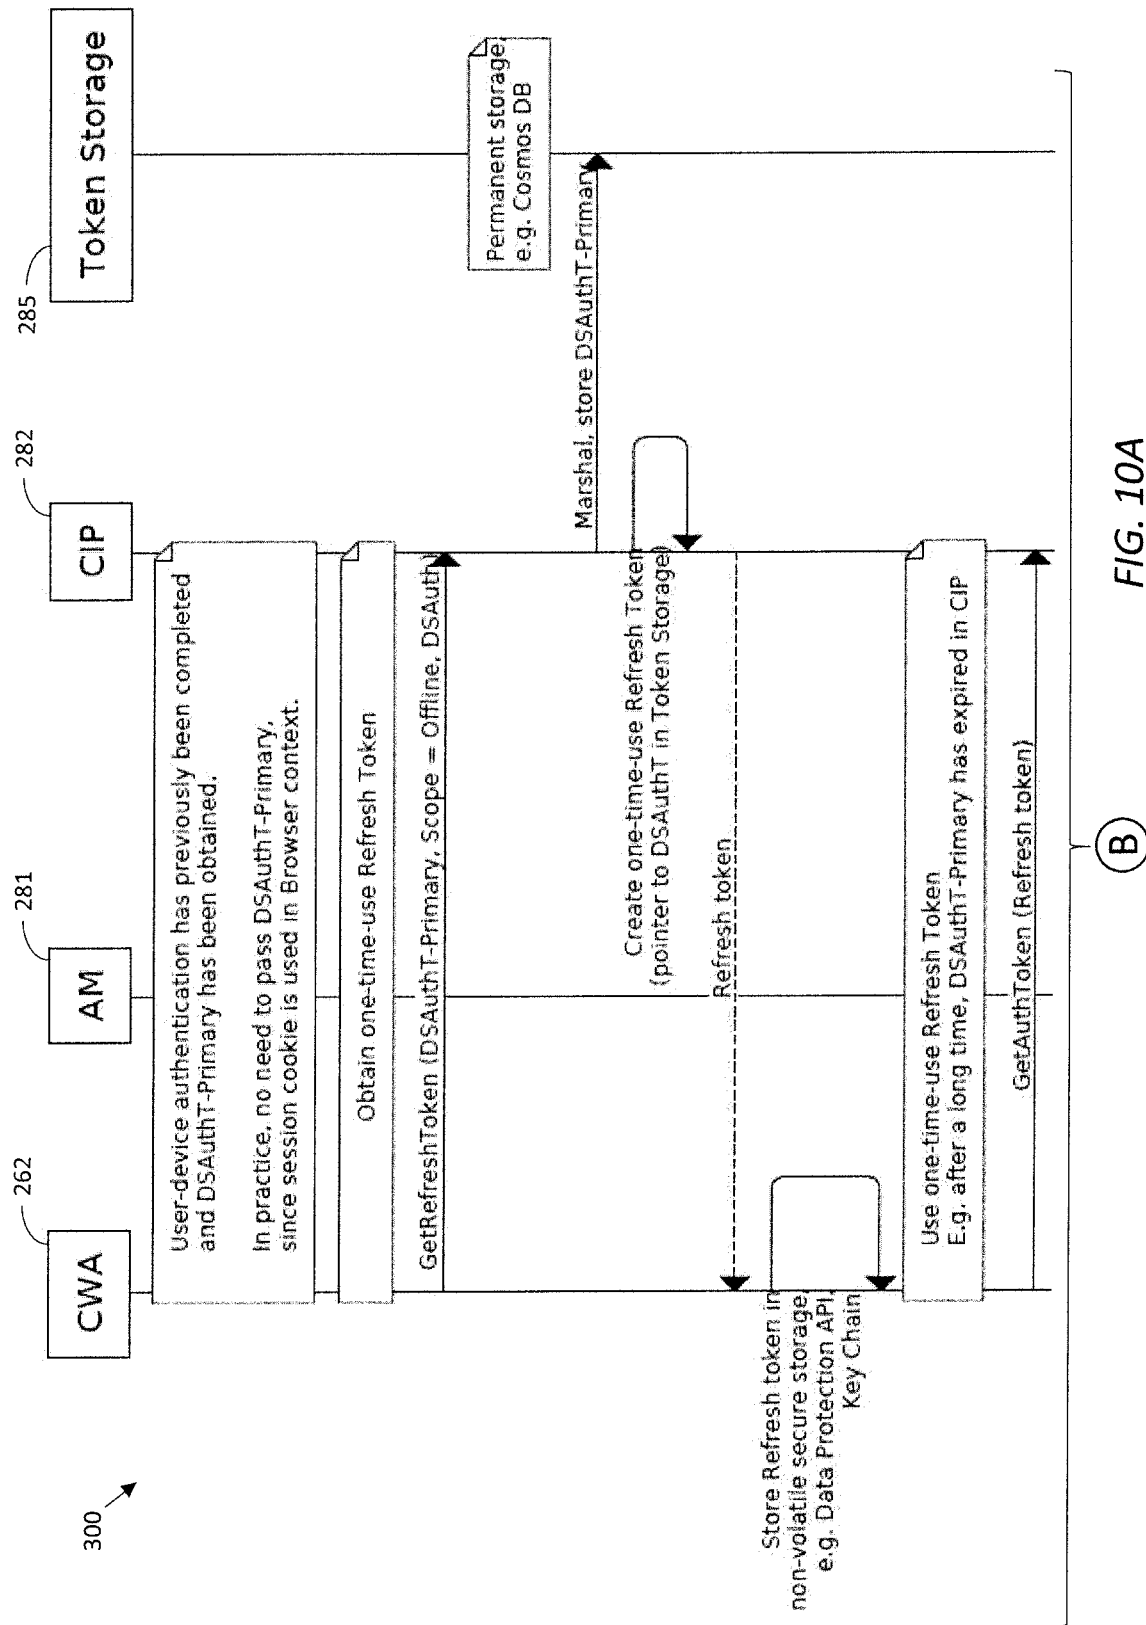 300
262
281
282
285
CWA
AM
CIP
Token Storage
User-device authentication has previously been completed
and DSAuthT-Primary has been obtained.
In practice, no need to pass DSAuthT-Primary,
since session cookie is used in Browser context.
Obtain one-time-use Refresh Token
GetRefreshToken (DSAuthT-Primary, Scope = Offline, DSAuth)
Permanent storage,
e.g. Cosmos DB
Marshal, store DSAuthT-Primary
Create one-time-use Refresh Token
(pointer to DSAuthT in Token Storage)
Refresh token
Store Refresh token in
non-volatile secure storage,
e.g. Data Protection API,
Key Chain
Use one-time-use Refresh Token
E.g. after a long time, DSAuthT-Primary has expired in CIP
GetAuthToken (Refresh token)
B
FIG. 10A